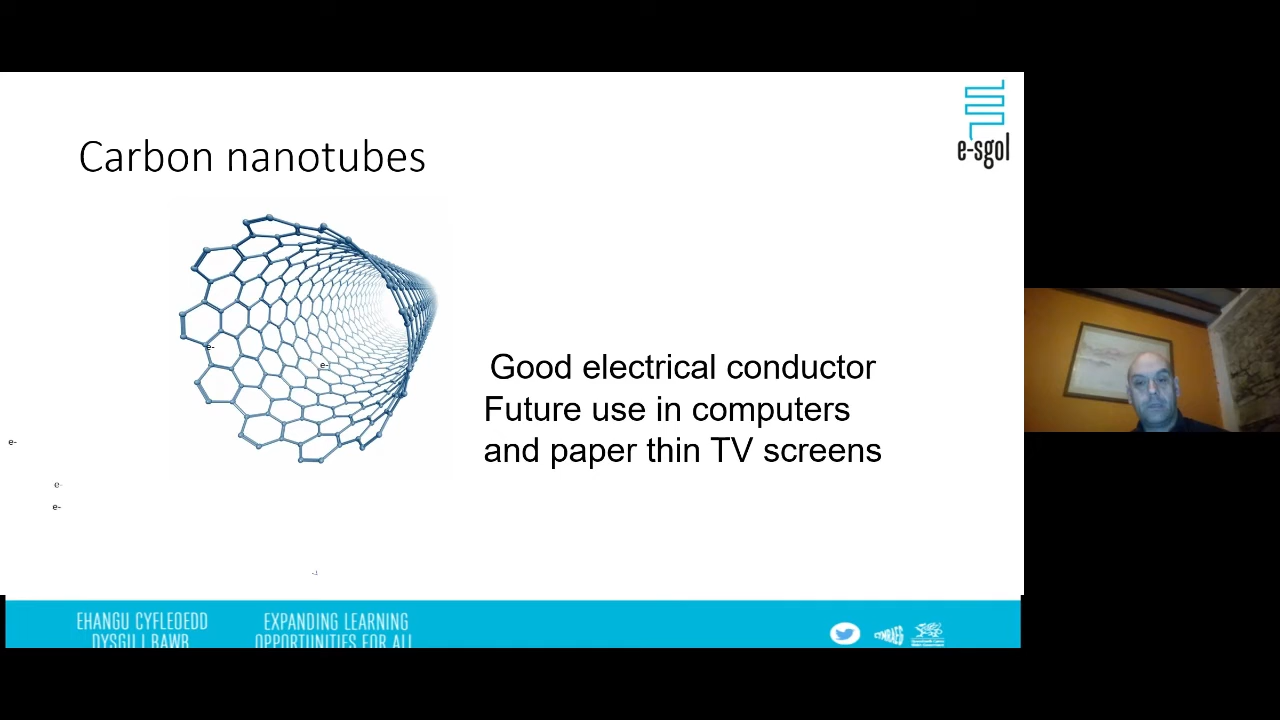 e-sgol
Carbon nanotubes
e-
e-
Good electrical conductor
Future use in computers
and paper thin TV screens
e-
e-
e-
EHANGU CYFLEOEDD
DYSGU I BAWB
EXPANDING LEARNING
OPPORTUNITIES FOR ALL